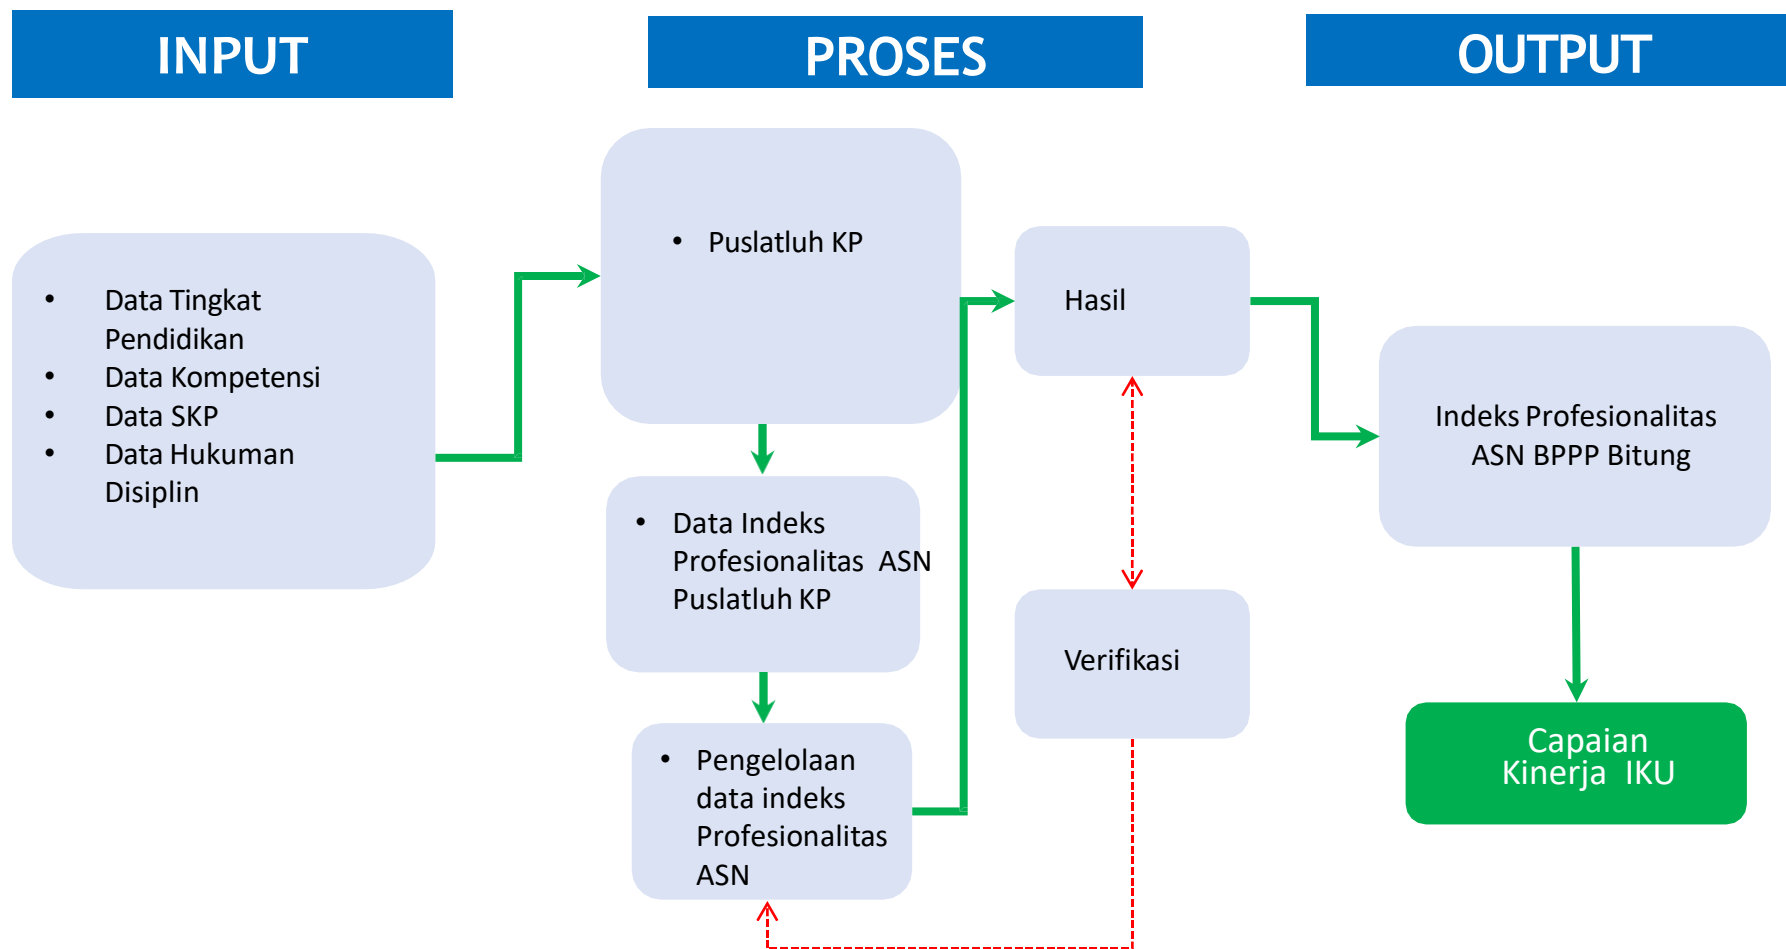 INPUT
PROSES
OUTPUT
• Data Tingkat
Pendidikan
• Data Kompetensi
• Data SKP
• Data Hukuman
Disiplin
• Puslatluh KP
• Data Indeks
Profesionalitas ASN
Puslatluh KP
• Pengelolaan
data indeks
Profesionalitas
ASN
Hasil
Verifikasi
Indeks Profesionalitas
ASN BPPP Bitung
Capaian
Kinerja IKU